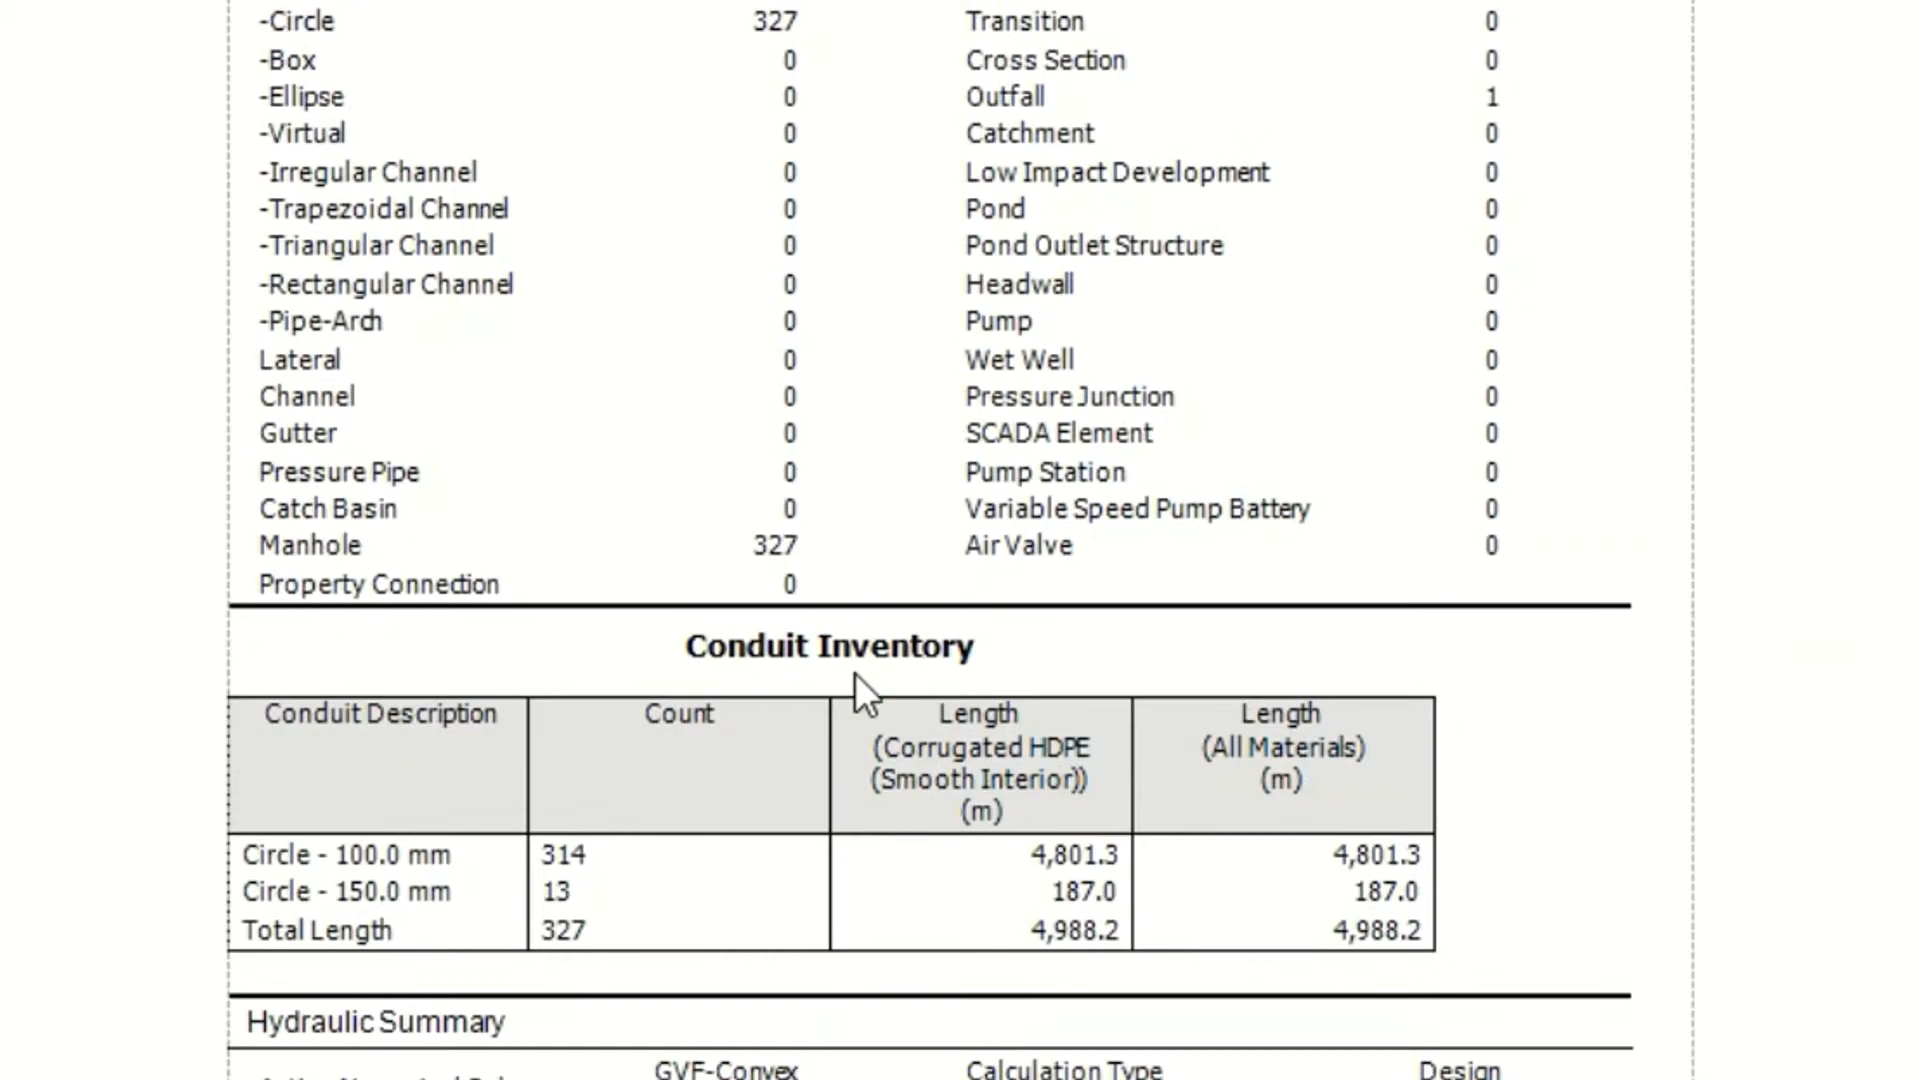 -Circle 327 Transition 0
-Box 0 Cross Section 0
-Ellipse 0 Outfall 1
-Virtual 0 Catchment 0
-Irregular Channel 0 Low Impact Development 0
-Trapezoidal Channel 0 Pond 0
-Triangular Channel 0 Pond Outlet Structure 0
-Rectangular Channel 0 Headwall 0
-Pipe-Arch 0 Pump 0
Lateral 0 Wet Well 0
Channel 0 Pressure Junction 0
Gutter 0 SCADA Element 0
Pressure Pipe 0 Pump Station 0
Catch Basin 0 Variable Speed Pump Battery 0
Manhole 327 Air Valve 0
Property Connection 0
Conduit Inventory
Conduit Description Count Length Length
(Corrugated HDPE (All Materials)
(Smooth Interior)) (m)
(m)
Circle - 100.0 mm 314 4,801.3 4,801.3
Circle - 150.0 mm 13 187.0 187.0
Total Length 327 4,988.2 4,988.2
Hydraulic Summary
GVF-Convex Calculation Type Design